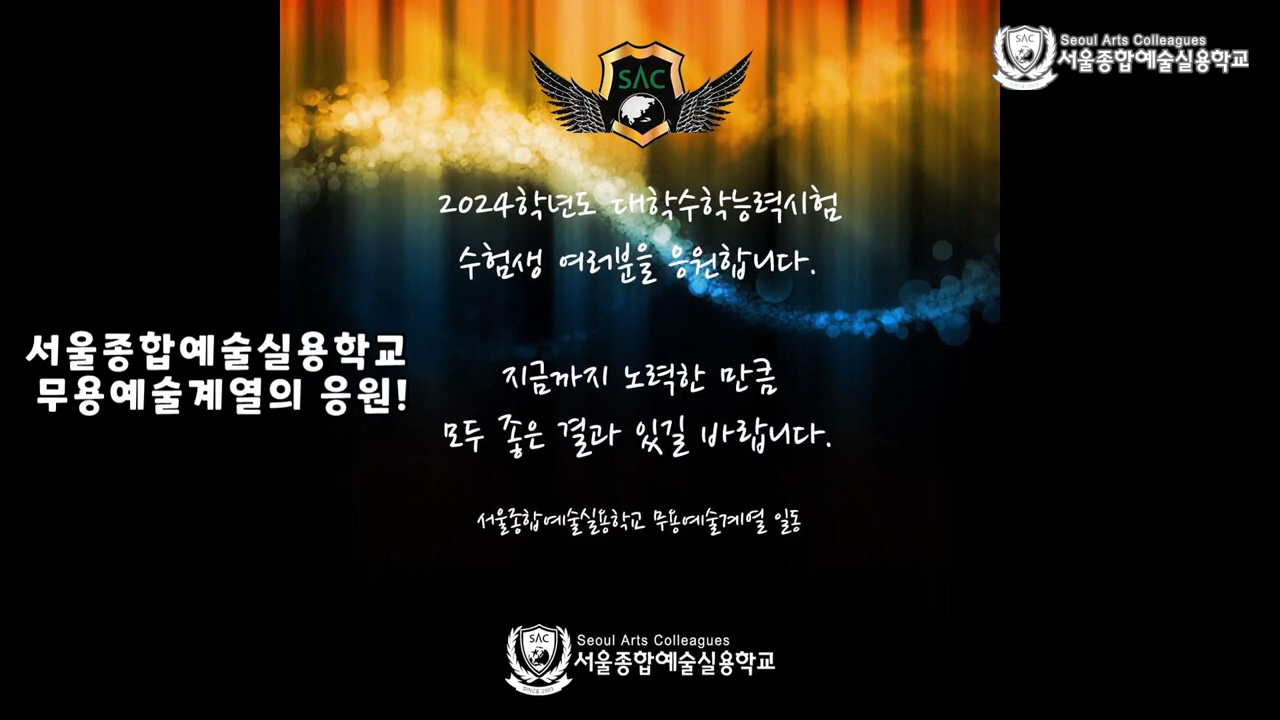 SAC
Seoul Arts Colleagues
서울종합예술실용학교
SAC
2024학년도 대학수학능력시험
수험생 여러분을 응원합니다.
서울종합예술실용학교
무용예술계열의 응원!
지금까지 노력한 만큼
모두 좋은 결과 있길 바랍니다.
서울종합예술실용학교 무용예술계열 일동
SAC
Seoul Arts Colleagues
서울종합예술실용학교
SINCE 2003